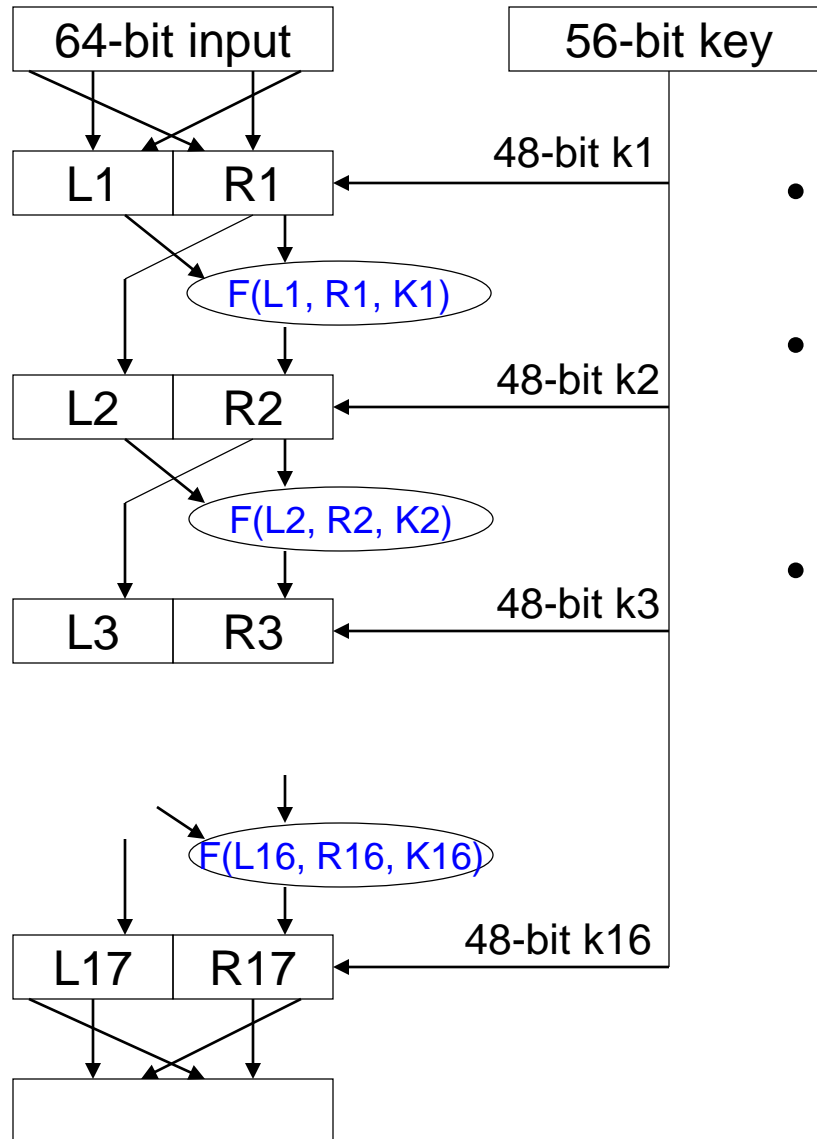 64-bit input
56-bit key
48-bit k1
L1 R1
•
F(L1, R1, K1)
•
48-bit k2
L2 R2
F(L2, R2, K2)
•
48-bit k3
L3 R3
F(L16, R16, K16)
48-bit k16
L17 R17